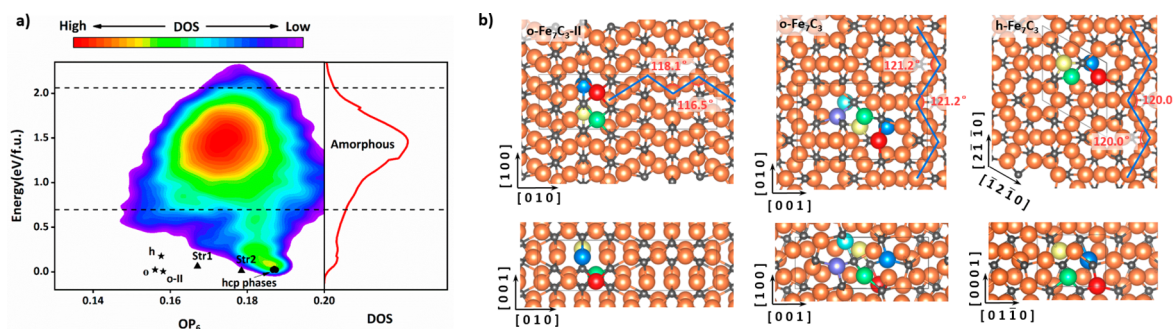 a)
High
DOS
Low
Energy(eV/f.u.)
2.0
1.5
1.0
0.5
0.0
Amorphous
h
o
o-II
Str1
Str2
hcp phases
0.14
0.16
0.18
0.20
OP₆
DOS
b)
o-Fe₇C₃-II
118.1°
116.5°
[100]
[010]
[001]
[010]
o-Fe₇C₃
121.2°
121.2°
[010]
[001]
[100]
[001]
h-Fe₇C₃
120.0
120.0°
[21̄1̄0]
[1̄21̄0]
[0001]
[011̄0]